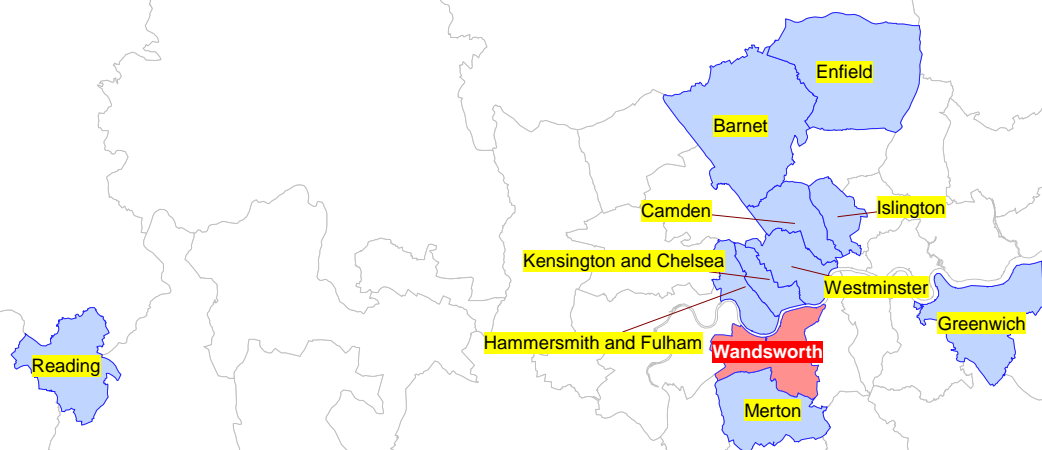 Enfield
Barnet
Camden
Islington
Kensington and Chelsea
Westminster
Greenwich
Hammersmith and Fulham
Wandsworth
Reading
Merton